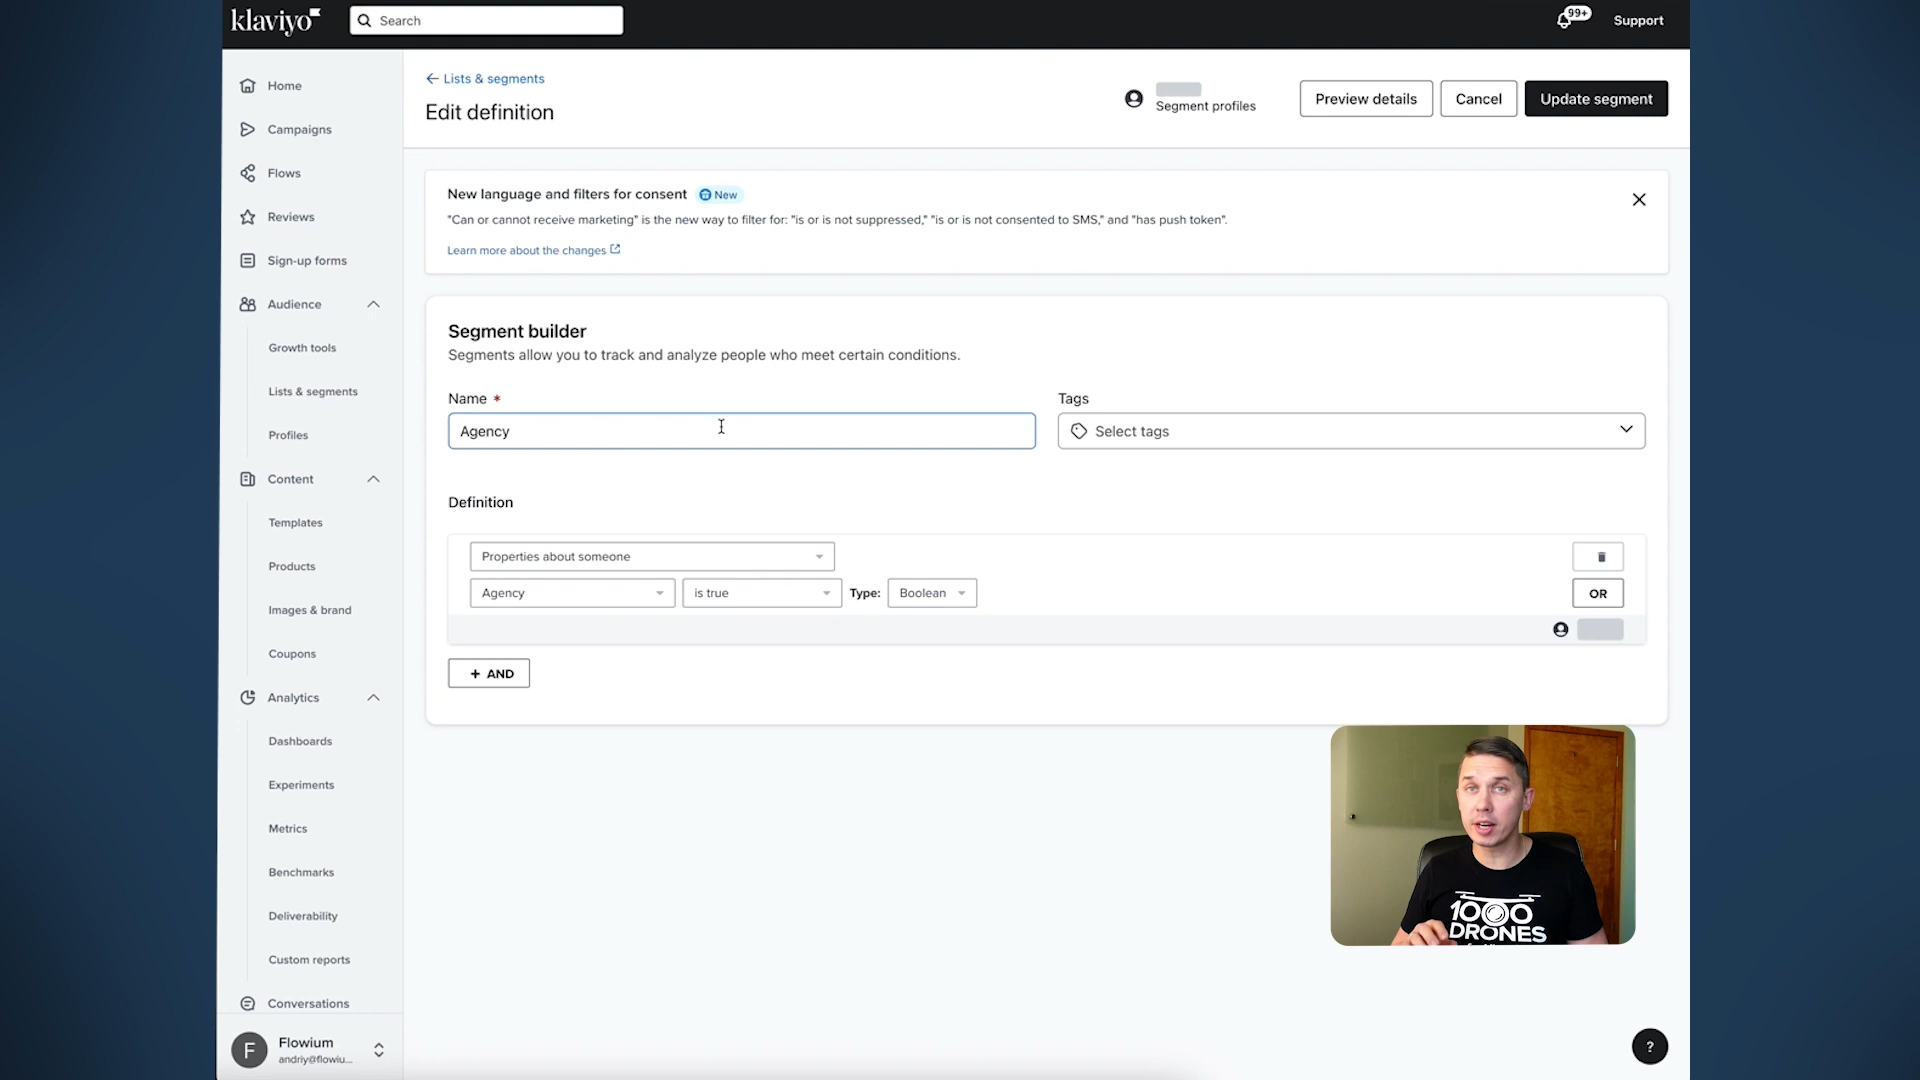 klaviyo
Search
99+
Support
Home
Campaigns
Flows
Reviews
Sign-up forms
Audience
Growth tools
Lists & segments
Profiles
Content
Templates
Products
Images & brand
Coupons
Analytics
Dashboards
Experiments
Metrics
Benchmarks
Deliverability
Custom reports
Conversations
F
Flowium
andriy@flowiu...
← Lists & segments
Edit definition
Segment profiles
Preview details
Cancel
Update segment
New language and filters for consent New
"Can or cannot receive marketing" is the new way to filter for: "is or is not suppressed," "is or is not consented to SMS," and "has push token".
Learn more about the changes
Segment builder
Segments allow you to track and analyze people who meet certain conditions.
Name *
Agency
Tags
Select tags
Definition
Properties about someone
Agency
is true
Type:
Boolean
OR
+ AND
1000
DRONES
?